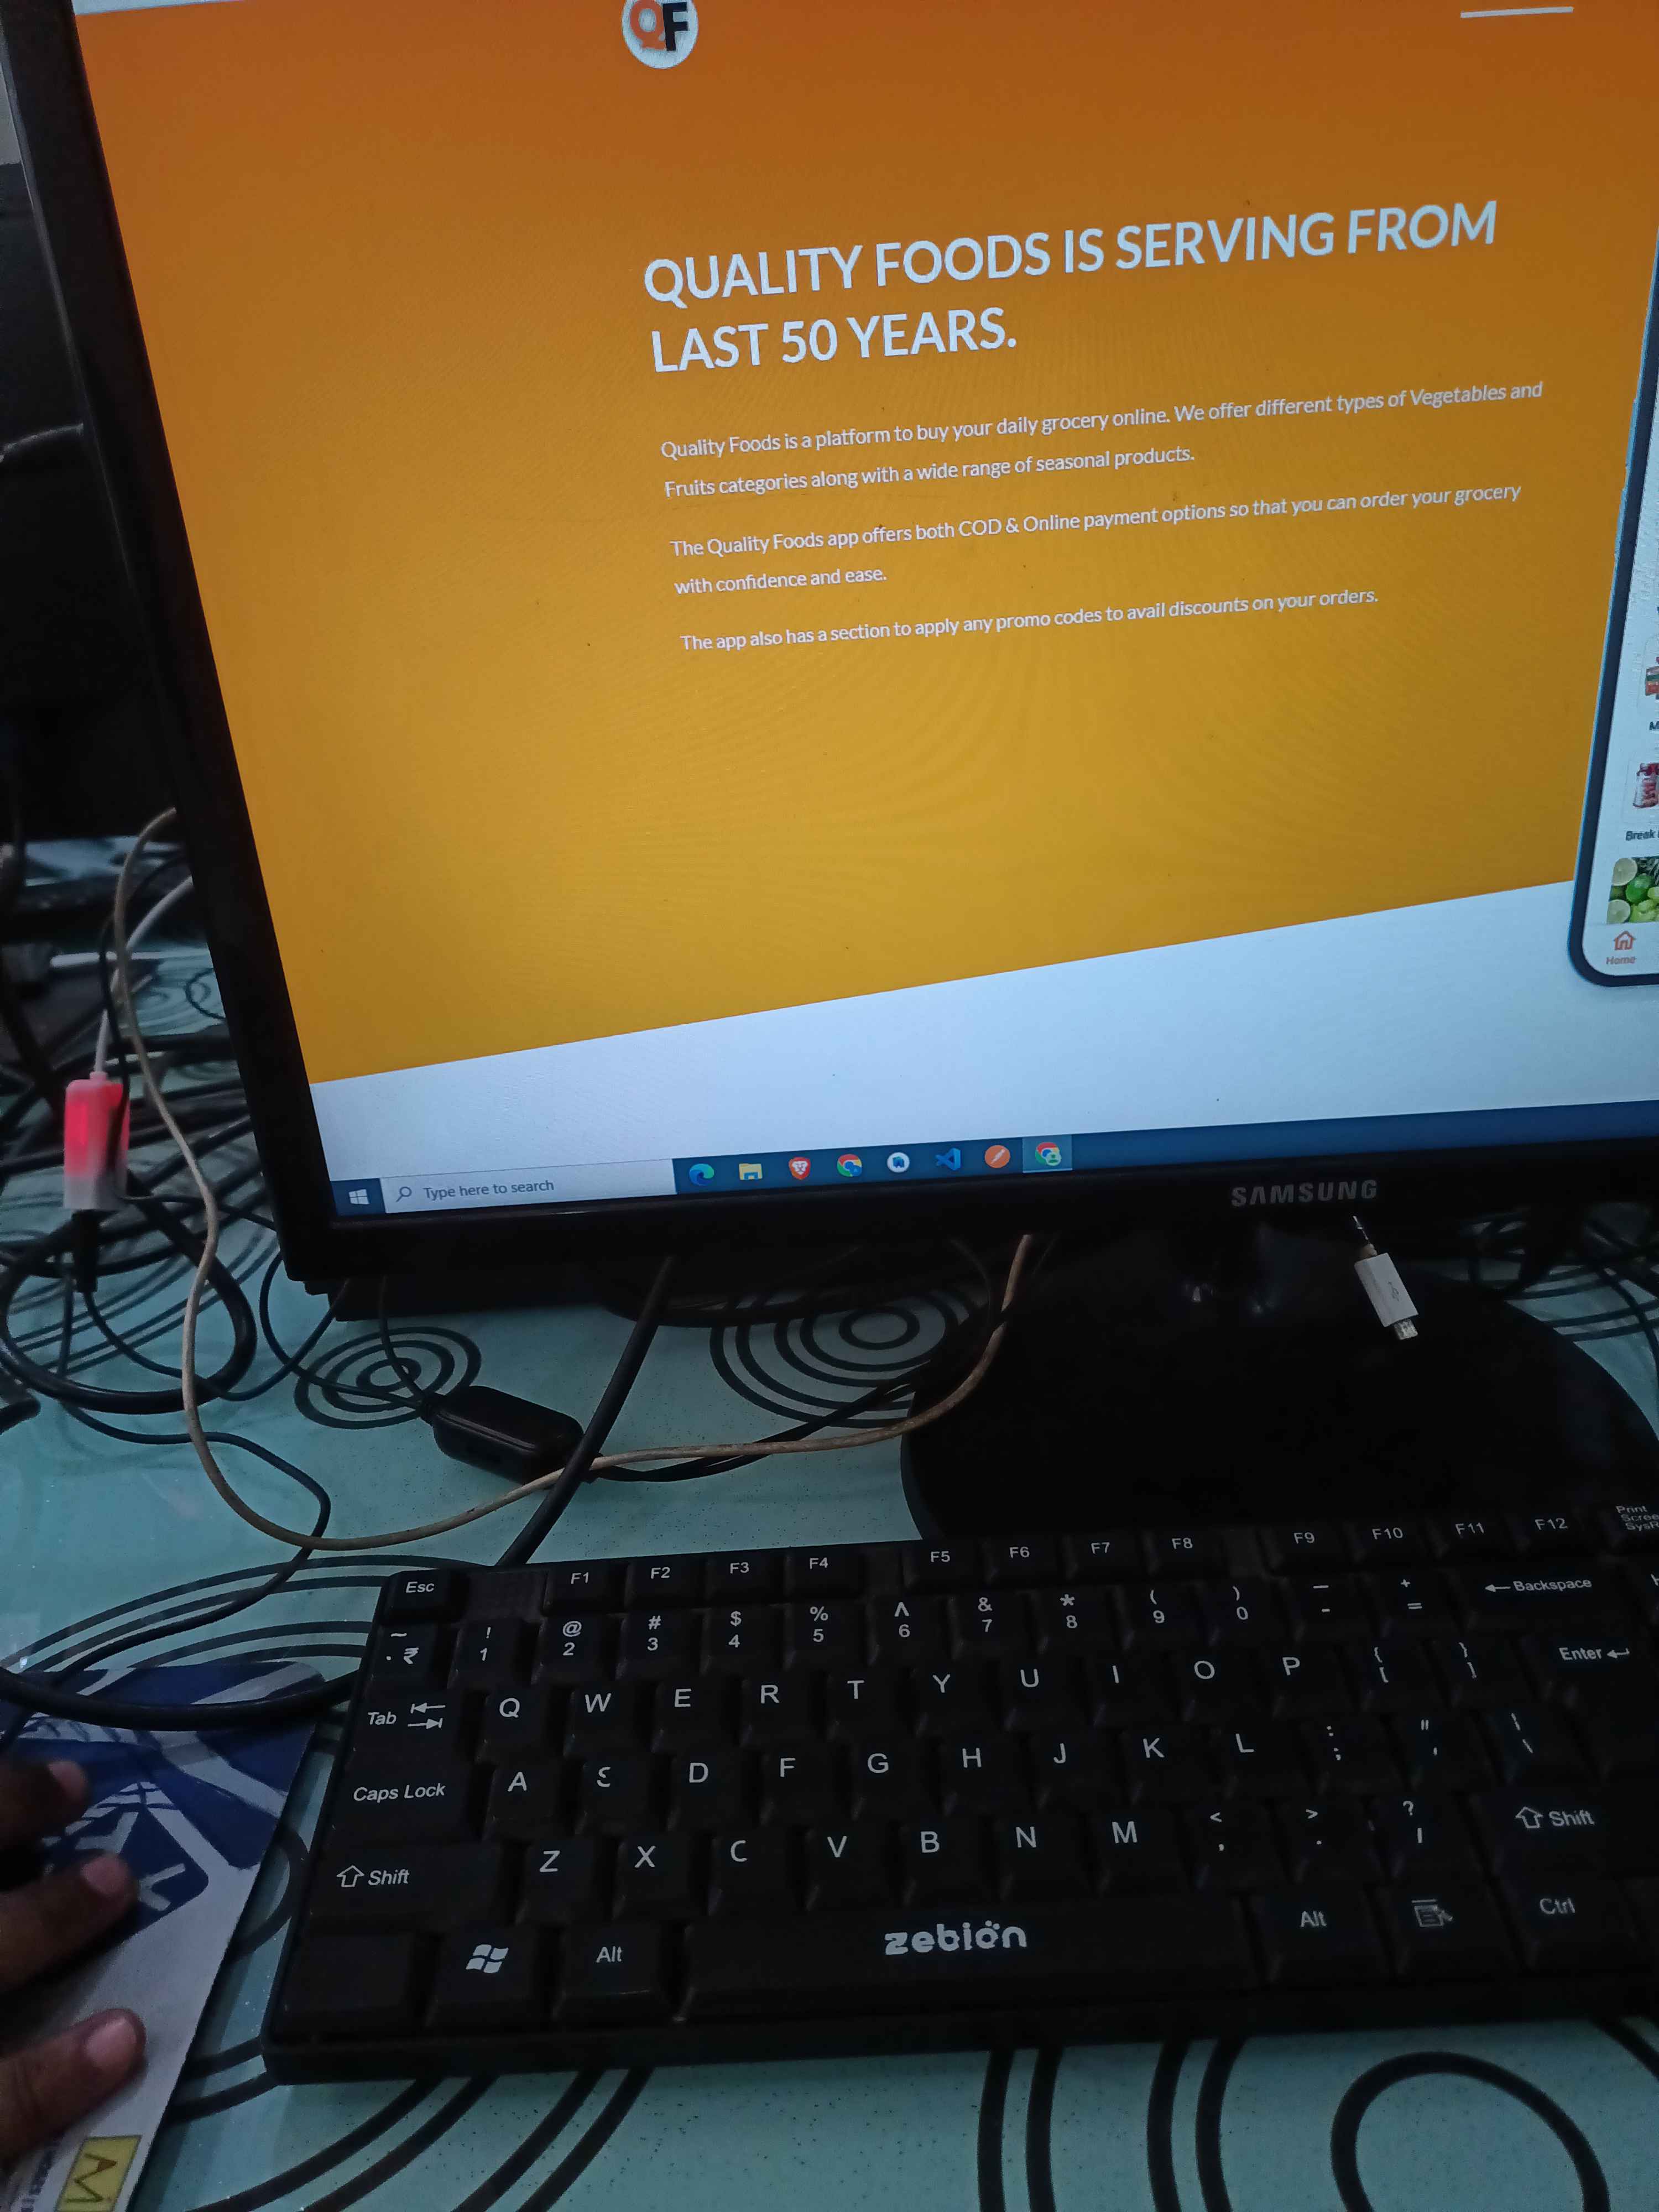 QF
QUALITY FOODS IS SERVING FROM
LAST 50 YEARS.
Quality Foods is a platform to buy your daily grocery online. We offer different types of Vegetables and
Fruits categories along with a wide range of seasonal products.
The Quality Foods app offers both COD & Online payment options so that you can order your grocery
with confidence and ease.
The app also has a section to apply any promo codes to avail discounts on your orders.
Break
Home
Type here to search
SAMSUNG
Esc F1 F2 F3 F4 F5 F6 F7 F8 F9 F10 F11 F12 Print
~ ! @ # $ % ^ & * ( ) _ + ← Backspace
₹ 1 2 3 4 5 6 7 8 9 0 - =
Tab Q W E R T Y U I O P { [ } ] Enter
Caps Lock A S D F G H J K L : ; " ' | \
Shift Z X C V B N M < , > . ? / Shift
Alt zebion Alt Ctrl
M